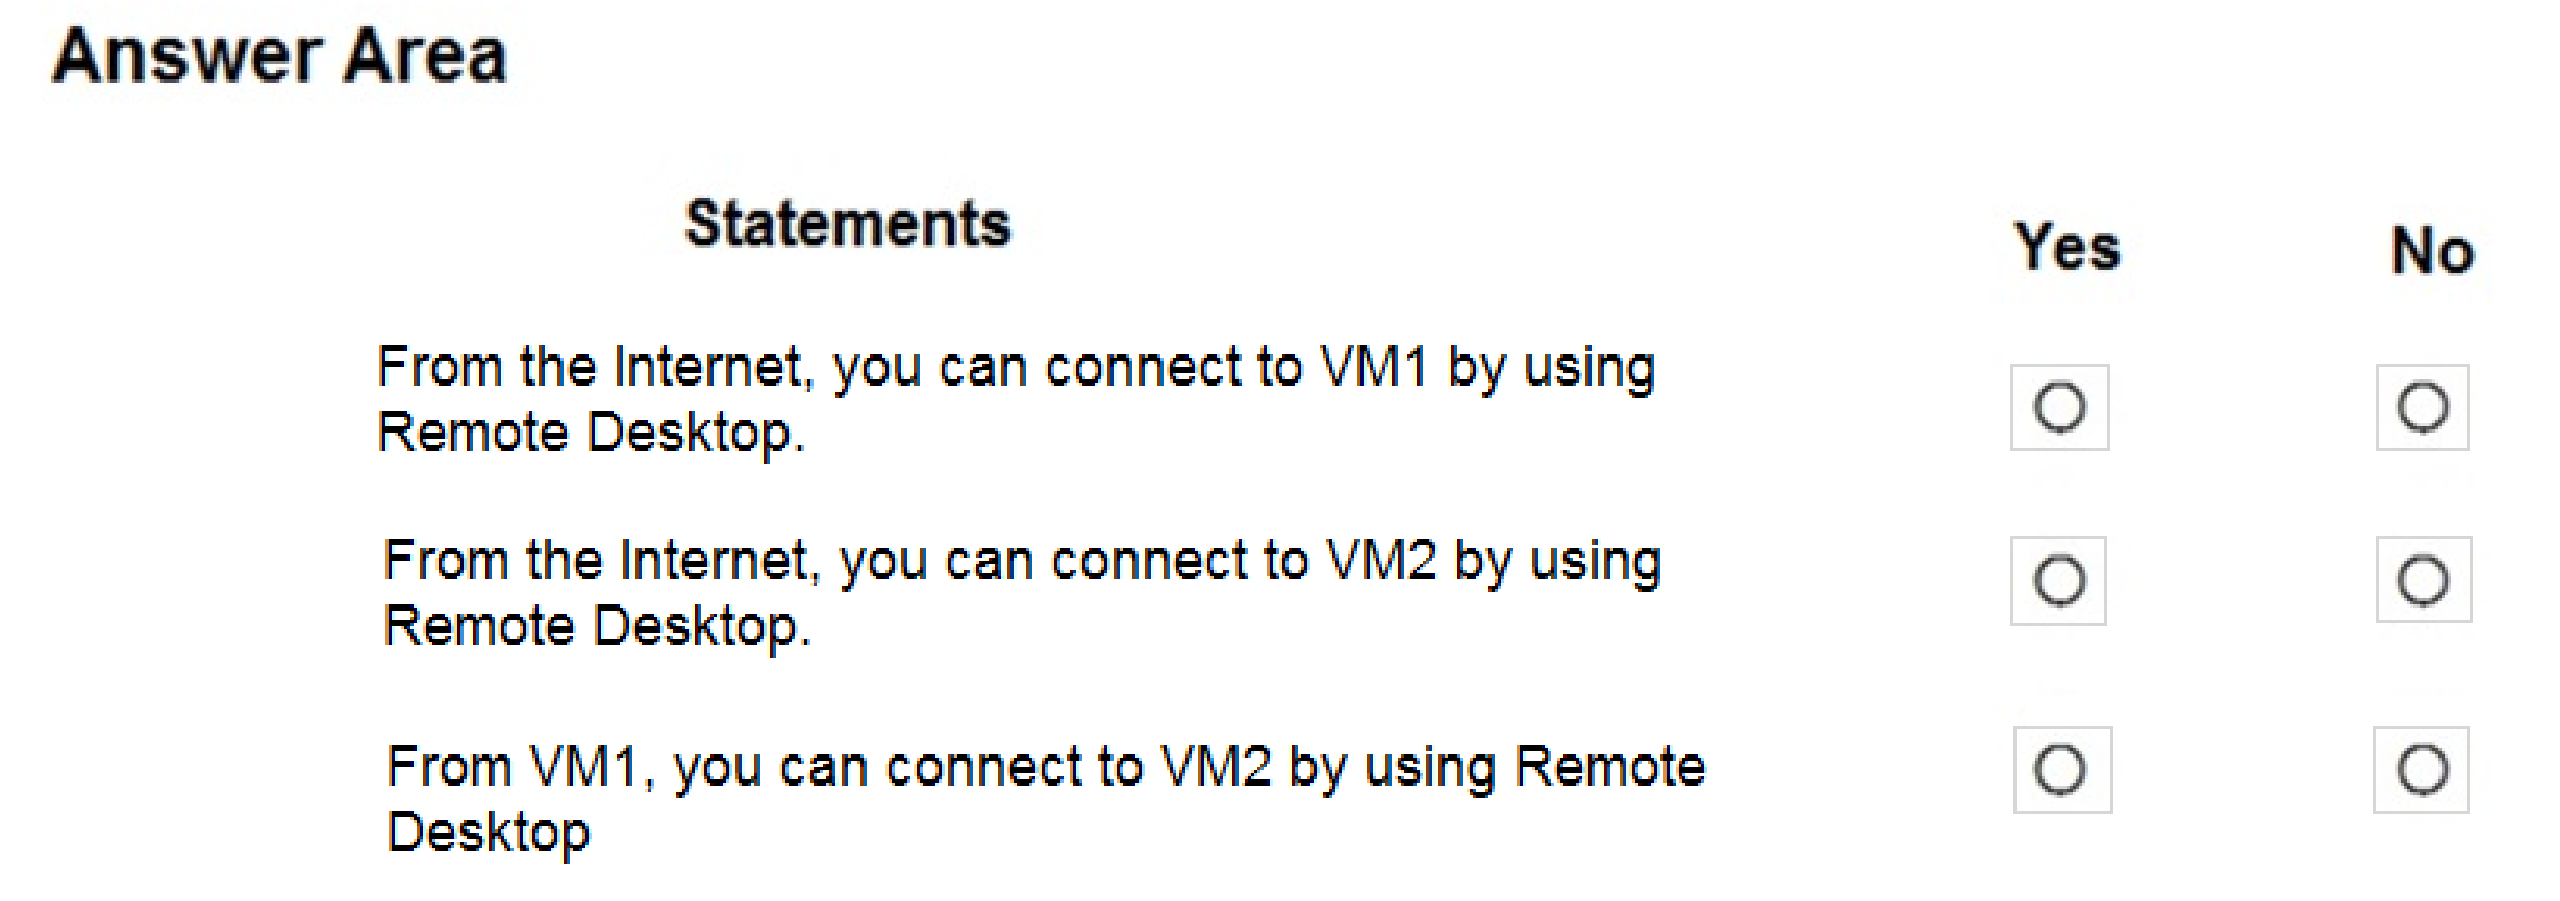 Answer Area
Statements Yes No
From the Internet, you can connect to VM1 by using
Remote Desktop.
From the Internet, you can connect to VM2 by using
Remote Desktop.
From VM1, you can connect to VM2 by using Remote
Desktop